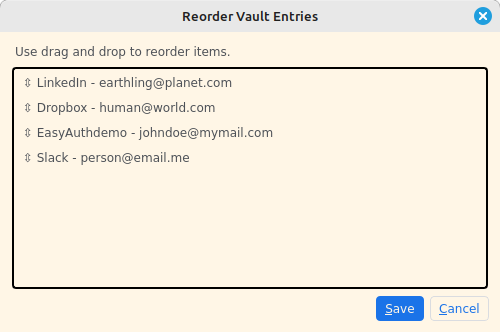 Reorder Vault Entries
Use drag and drop to reorder items.
⇳ LinkedIn - earthling@planet.com
⇳ Dropbox - human@world.com
⇳ EasyAuthdemo - johndoe@mymail.com
⇳ Slack - person@email.me
Save Cancel